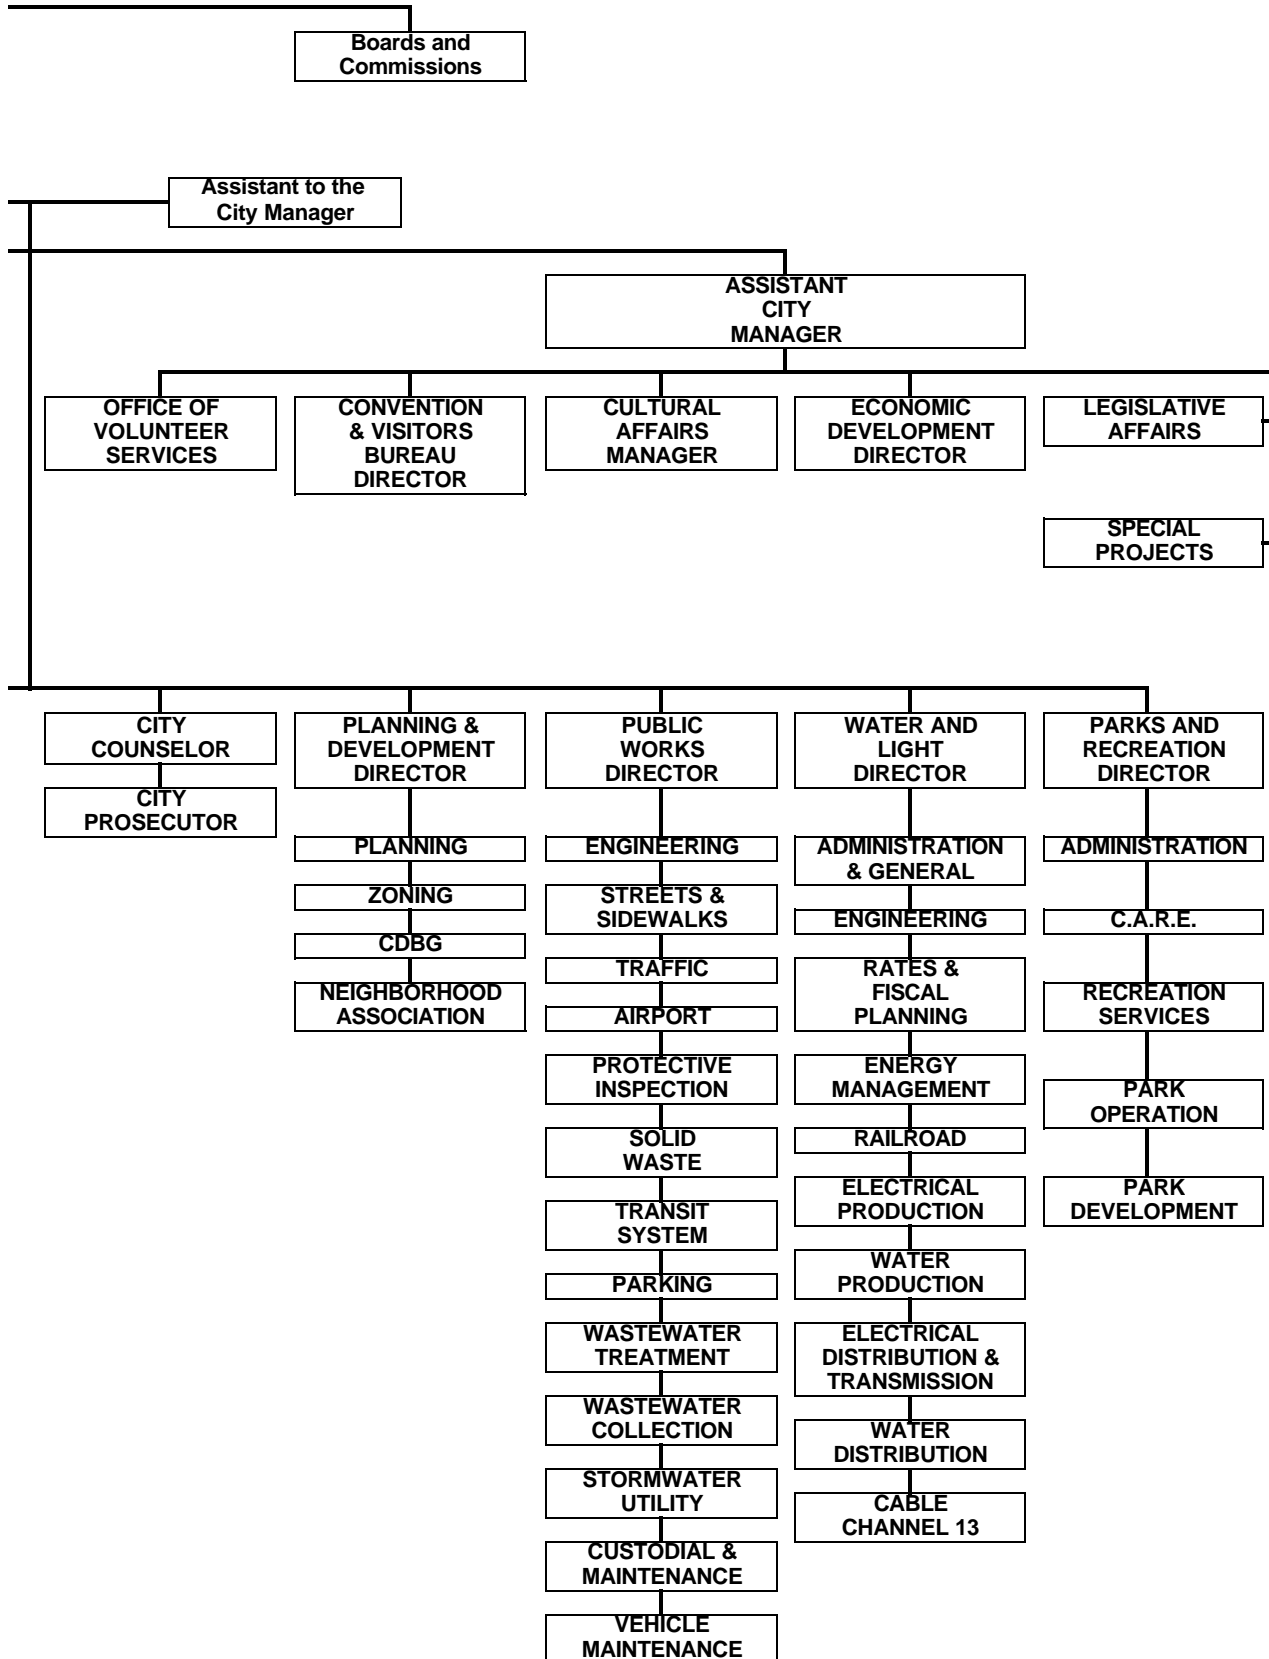 Boards and
Commissions
Assistant to the
City Manager
ASSISTANT
CITY
MANAGER
OFFICE OF
VOLUNTEER
SERVICES
CONVENTION
& VISITORS
BUREAU
DIRECTOR
CULTURAL
AFFAIRS
MANAGER
ECONOMIC
DEVELOPMENT
DIRECTOR
LEGISLATIVE
AFFAIRS
SPECIAL
PROJECTS
CITY
COUNSELOR
CITY
PROSECUTOR
PLANNING &
DEVELOPMENT
DIRECTOR
PLANNING
ZONING
CDBG
NEIGHBORHOOD
ASSOCIATION
PUBLIC
WORKS
DIRECTOR
ENGINEERING
STREETS &
SIDEWALKS
TRAFFIC
AIRPORT
PROTECTIVE
INSPECTION
SOLID
WASTE
TRANSIT
SYSTEM
PARKING
WASTEWATER
TREATMENT
WASTEWATER
COLLECTION
STORMWATER
UTILITY
CUSTODIAL &
MAINTENANCE
VEHICLE
MAINTENANCE
WATER AND
LIGHT
DIRECTOR
ADMINISTRATION
& GENERAL
ENGINEERING
RATES &
FISCAL
PLANNING
ENERGY
MANAGEMENT
RAILROAD
ELECTRICAL
PRODUCTION
WATER
PRODUCTION
ELECTRICAL
DISTRIBUTION &
TRANSMISSION
WATER
DISTRIBUTION
CABLE
CHANNEL 13
PARKS AND
RECREATION
DIRECTOR
ADMINISTRATION
C.A.R.E.
RECREATION
SERVICES
PARK
OPERATION
PARK
DEVELOPMENT